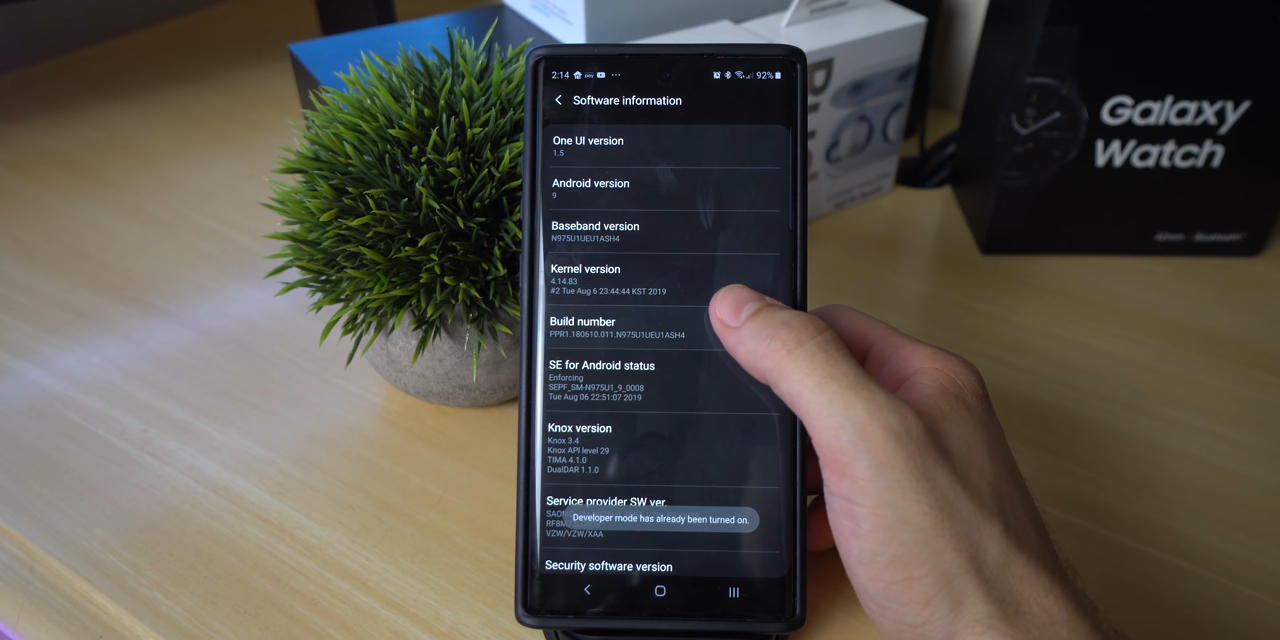 2:14
pay
92%
Software information
One UI version
1.5
Android version
9
Baseband version
N975U1UEU1ASH4
Kernel version
4.14.83
#2 Tue Aug 6 23:44:44 KST 2019
Build number
PPR1.180610.011.N975U1UEU1ASH4
SE for Android status
Enforcing
SEPF_SM-N975U1_9_0008
Tue Aug 06 22:51:07 2019
Knox version
Knox 3.4
Knox API level 29
TIMA 4.1.0
DualDAR 1.1.0
Service provider SW ver.
Developer mode has already been turned on.
VZW/VZW/XAA
Security software version
Galaxy
Watch